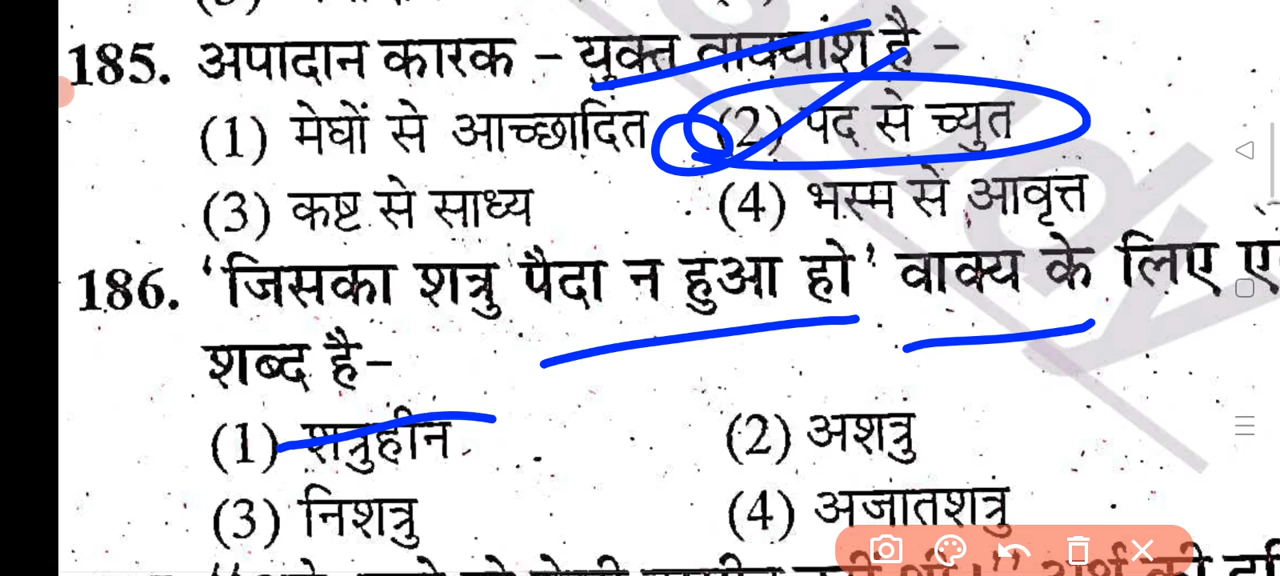 185. अपादान कारक – युक्त वाक्यांश है –
(1) मेघों से आच्छादित (2) पद से च्युत
(3) कष्ट से साध्य (4) भस्म से आवृत्त
186. ‘जिसका शत्रु पैदा न हुआ हो’ वाक्य के लिए
शब्द है–
(1) शत्रुहीन (2) अशत्रु
(3) निशत्रु (4) अजातशत्रु